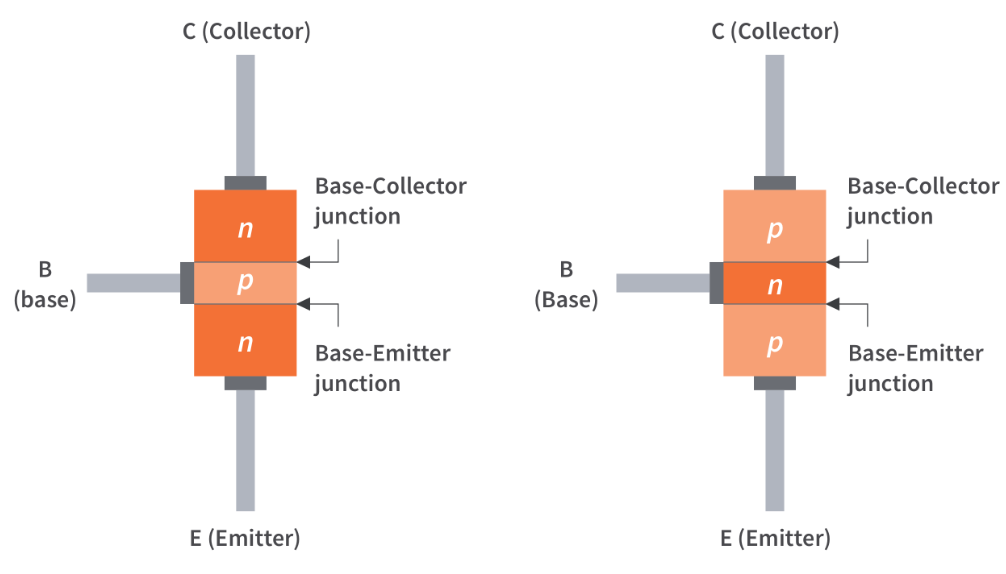 C (Collector)
Base-Collector
junction
n
B
(base)
p
n
Base-Emitter
junction
E (Emitter)
C (Collector)
Base-Collector
junction
p
B
(Base)
n
p
Base-Emitter
junction
E (Emitter)